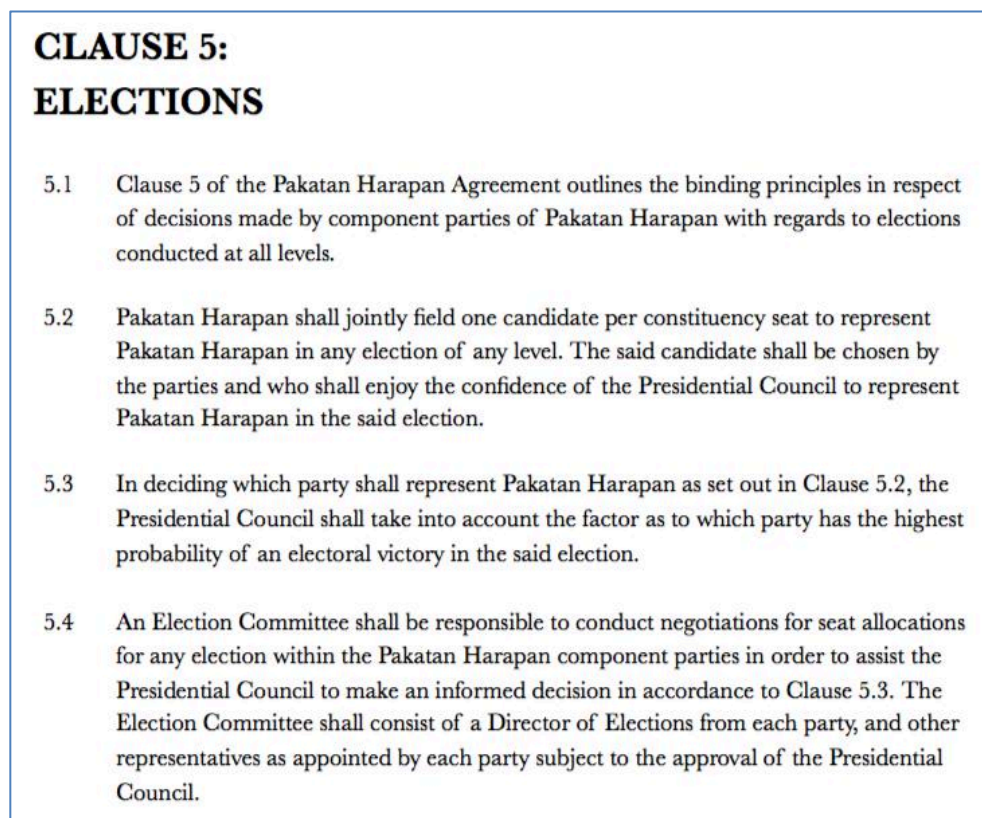 CLAUSE 5:
ELECTIONS
5.1 Clause 5 of the Pakatan Harapan Agreement outlines the binding principles in respect
of decisions made by component parties of Pakatan Harapan with regards to elections
conducted at all levels.
5.2 Pakatan Harapan shall jointly field one candidate per constituency seat to represent
Pakatan Harapan in any election of any level. The said candidate shall be chosen by
the parties and who shall enjoy the confidence of the Presidential Council to represent
Pakatan Harapan in the said election.
5.3 In deciding which party shall represent Pakatan Harapan as set out in Clause 5.2, the
Presidential Council shall take into account the factor as to which party has the highest
probability of an electoral victory in the said election.
5.4 An Election Committee shall be responsible to conduct negotiations for seat allocations
for any election within the Pakatan Harapan component parties in order to assist the
Presidential Council to make an informed decision in accordance to Clause 5.3. The
Election Committee shall consist of a Director of Elections from each party, and other
representatives as appointed by each party subject to the approval of the Presidential
Council.